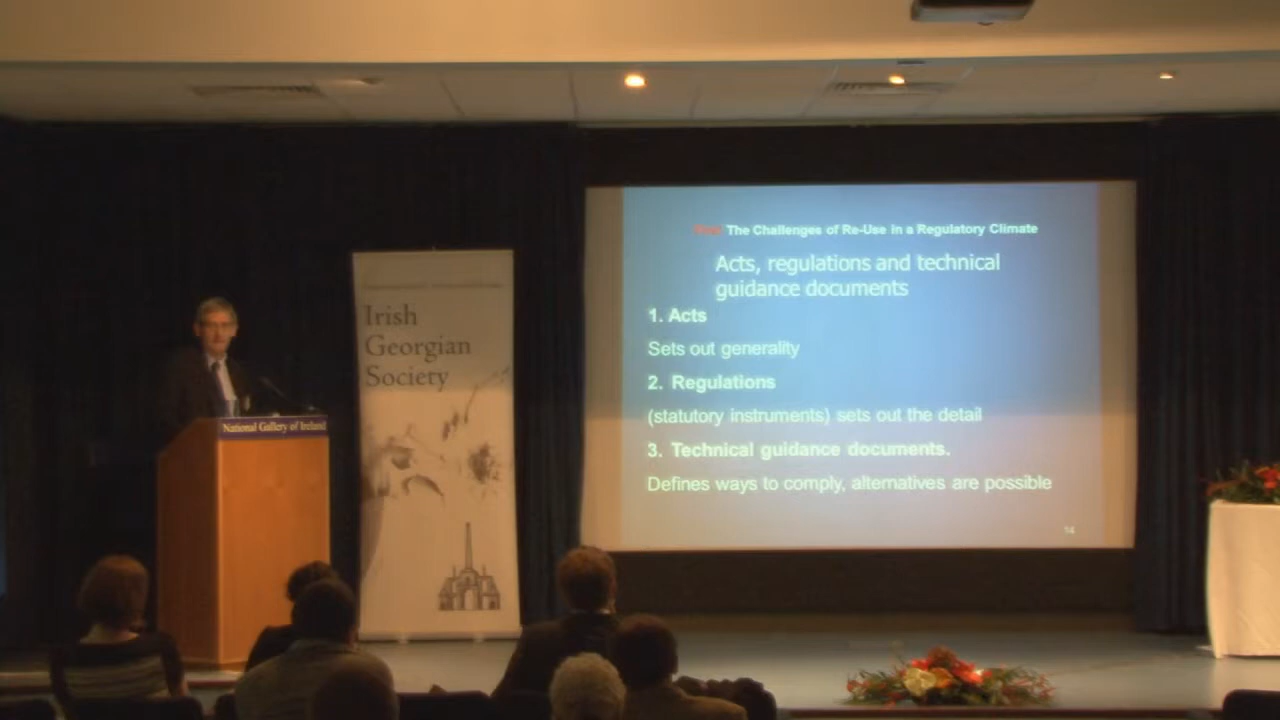 Irish
Georgian
Society
National Gallery of Ireland
The Challenges of Re-Use in a Regulatory Climate
Acts, regulations and technical
guidance documents
1. Acts
Sets out generality
2. Regulations
(statutory instruments) sets out the detail
3. Technical guidance documents.
Defines ways to comply, alternatives are possible
14